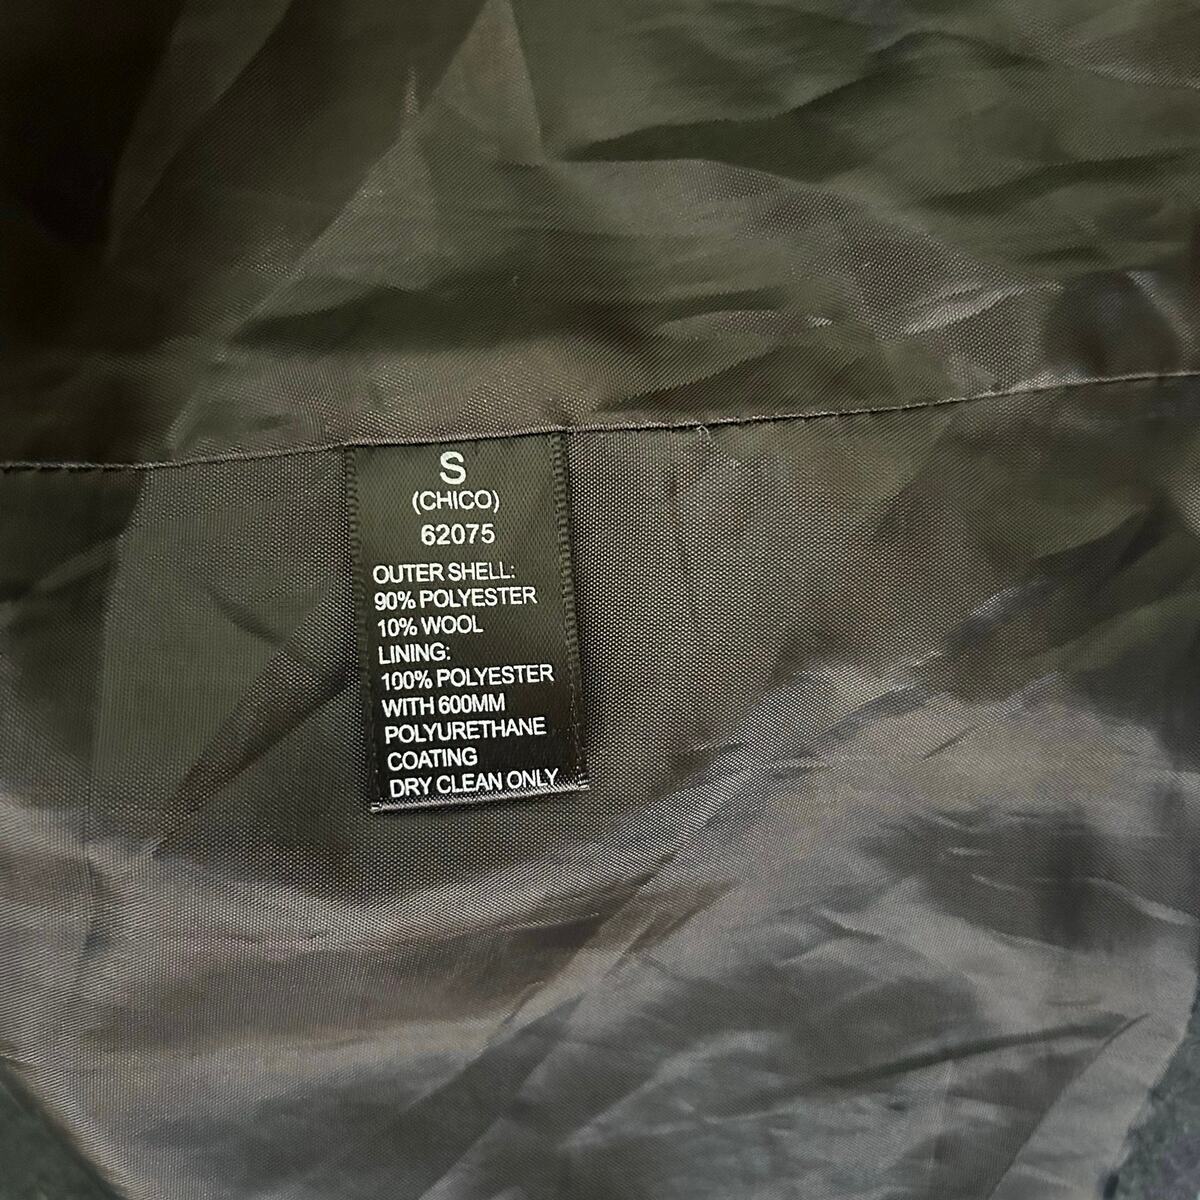 S
(CHICO)
62075
OUTER SHELL:
90% POLYESTER
10% WOOL
LINING:
100% POLYESTER
WITH 600MM
POLYURETHANE
COATING
DRY CLEAN ONLY